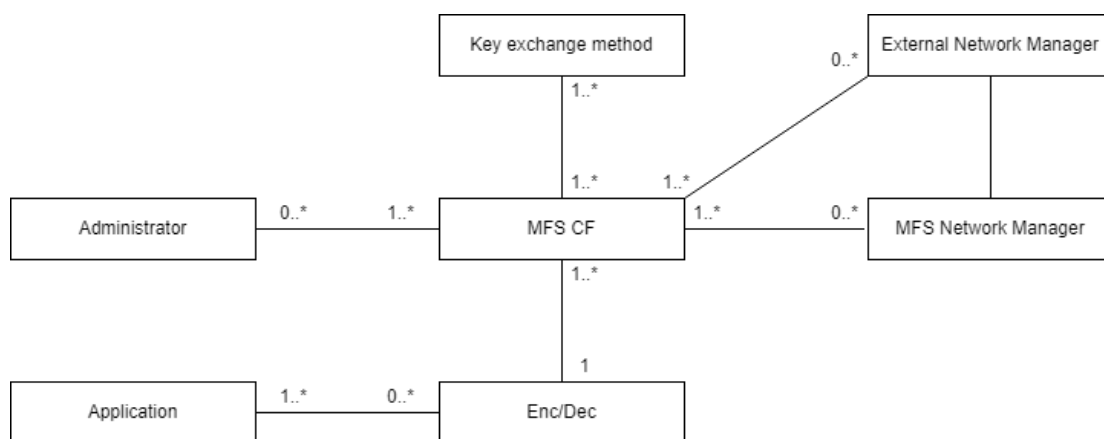 Key exchange method
External Network Manager
1..*
0..*
1..*
1..*
Administrator
0..*
1..*
MFS CF
1..*
0..*
MFS Network Manager
1..*
1
Application
1..*
0..*
Enc/Dec